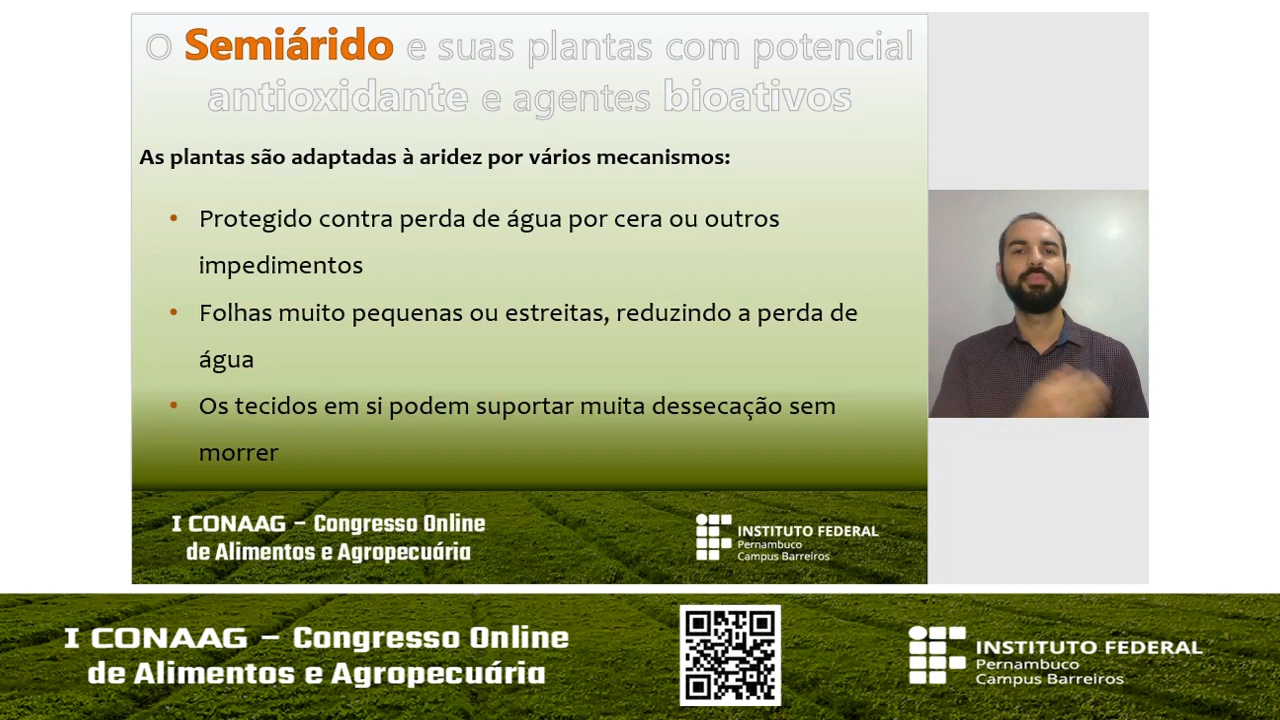 O Semiárido e suas plantas com potencial
antioxidante e agentes bioativos
As plantas são adaptadas à aridez por vários mecanismos:
• Protegido contra perda de água por cera ou outros
impedimentos
• Folhas muito pequenas ou estreitas, reduzindo a perda de
água
• Os tecidos em si podem suportar muita dessecação sem
morrer
I CONAAG – Congresso Online
de Alimentos e Agropecuária
INSTITUTO FEDERAL
Pernambuco
Campus Barreiros
I CONAAG – Congresso Online
de Alimentos e Agropecuária
INSTITUTO FEDERAL
Pernambuco
Campus Barreiros